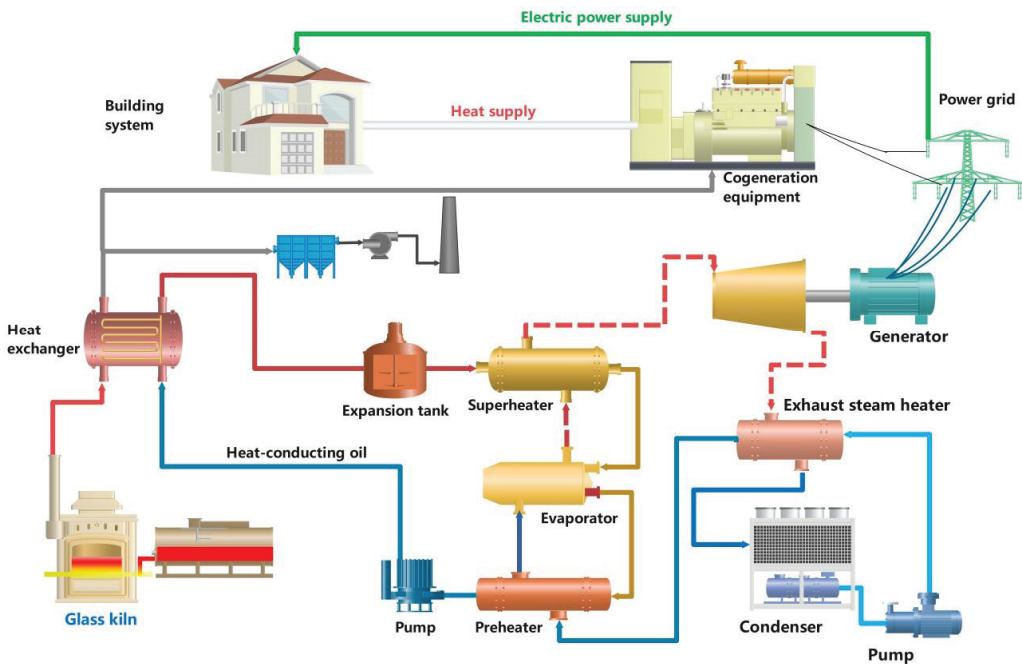 Electric power supply
Building
system
Heat supply
Power grid
Cogeneration
equipment
Heat
exchanger
Generator
Expansion tank
Superheater
Exhaust steam heater
Heat-conducting oil
Evaporator
Glass kiln
Pump
Preheater
Condenser
Pump